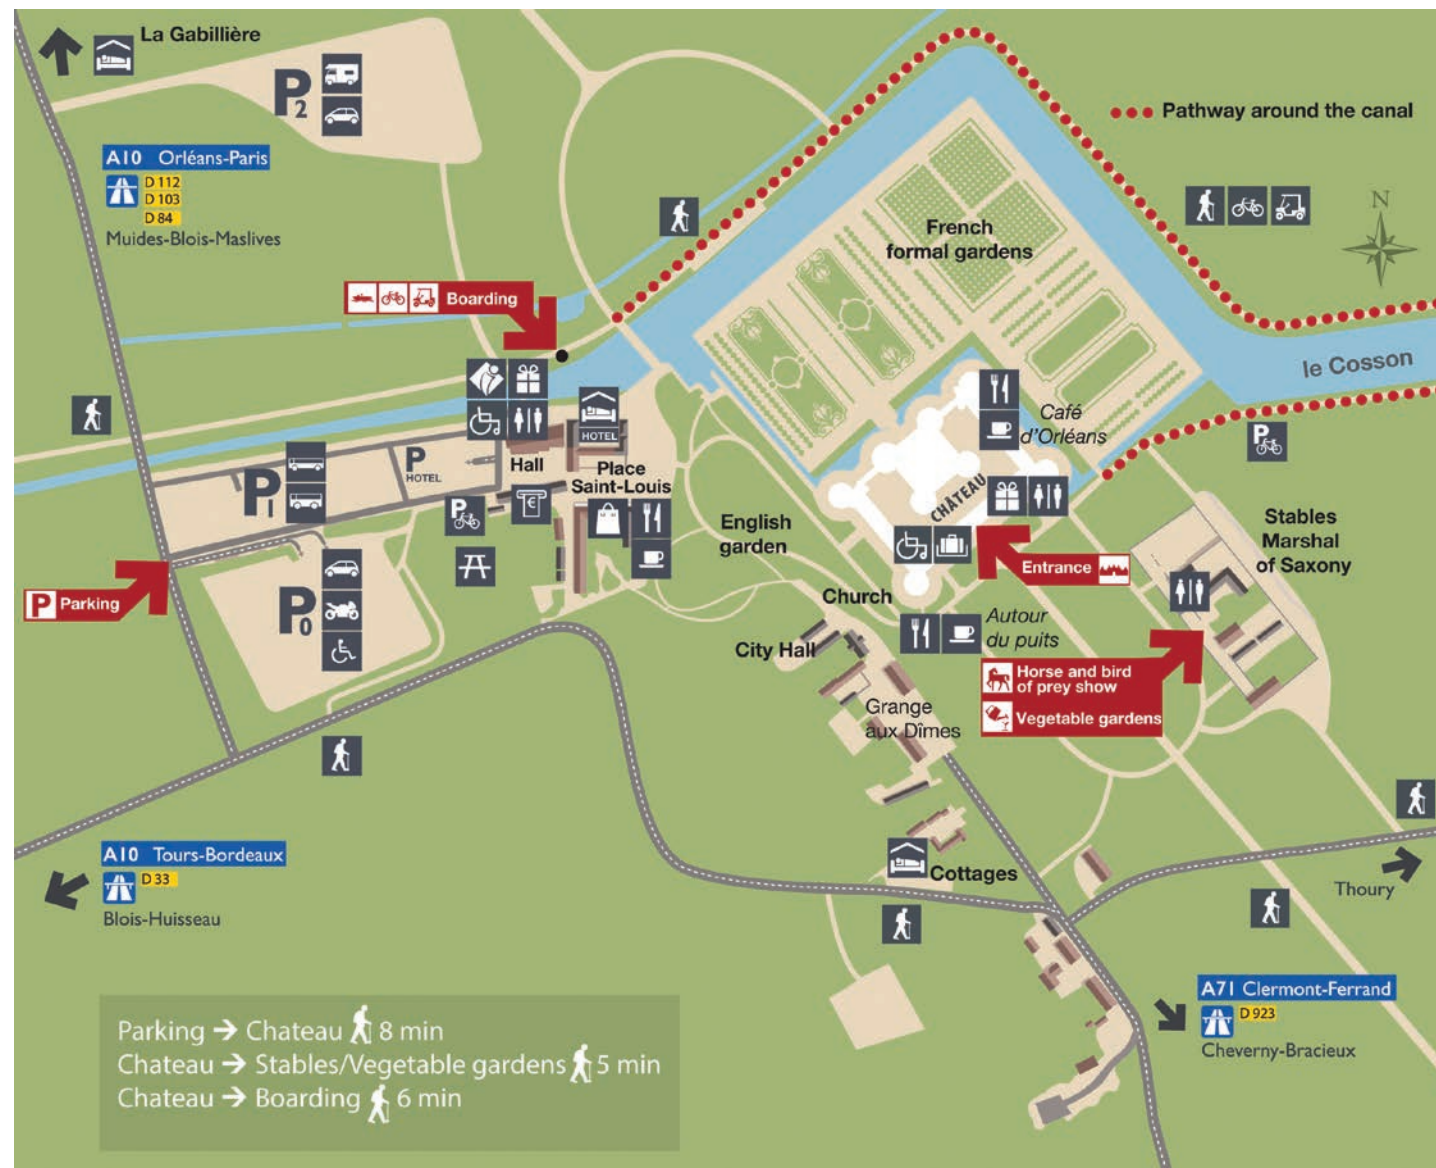 La Gabillière
P2
A10 Orléans-Paris
D 112
D 103
D 84
Muides-Blois-Maslives
Pathway around the canal
N
French
formal gardens
Boarding
le Cosson
Café
d'Orléans
P
HOTEL
HOTEL
Hall
Place
Saint-Louis
P1
P
€
CHÂTEAU
English
garden
P
Stables
Marshal
of Saxony
Entrance
P Parking
P0
Church
Autour
du puits
City Hall
Horse and bird
of prey show
Vegetable gardens
Grange
aux Dîmes
A10 Tours-Bordeaux
D 33
Blois-Huisseau
Cottages
Thoury
A71 Clermont-Ferrand
D 923
Cheverny-Bracieux
Parking → Chateau 8 min
Chateau → Stables/Vegetable gardens 5 min
Chateau → Boarding 6 min